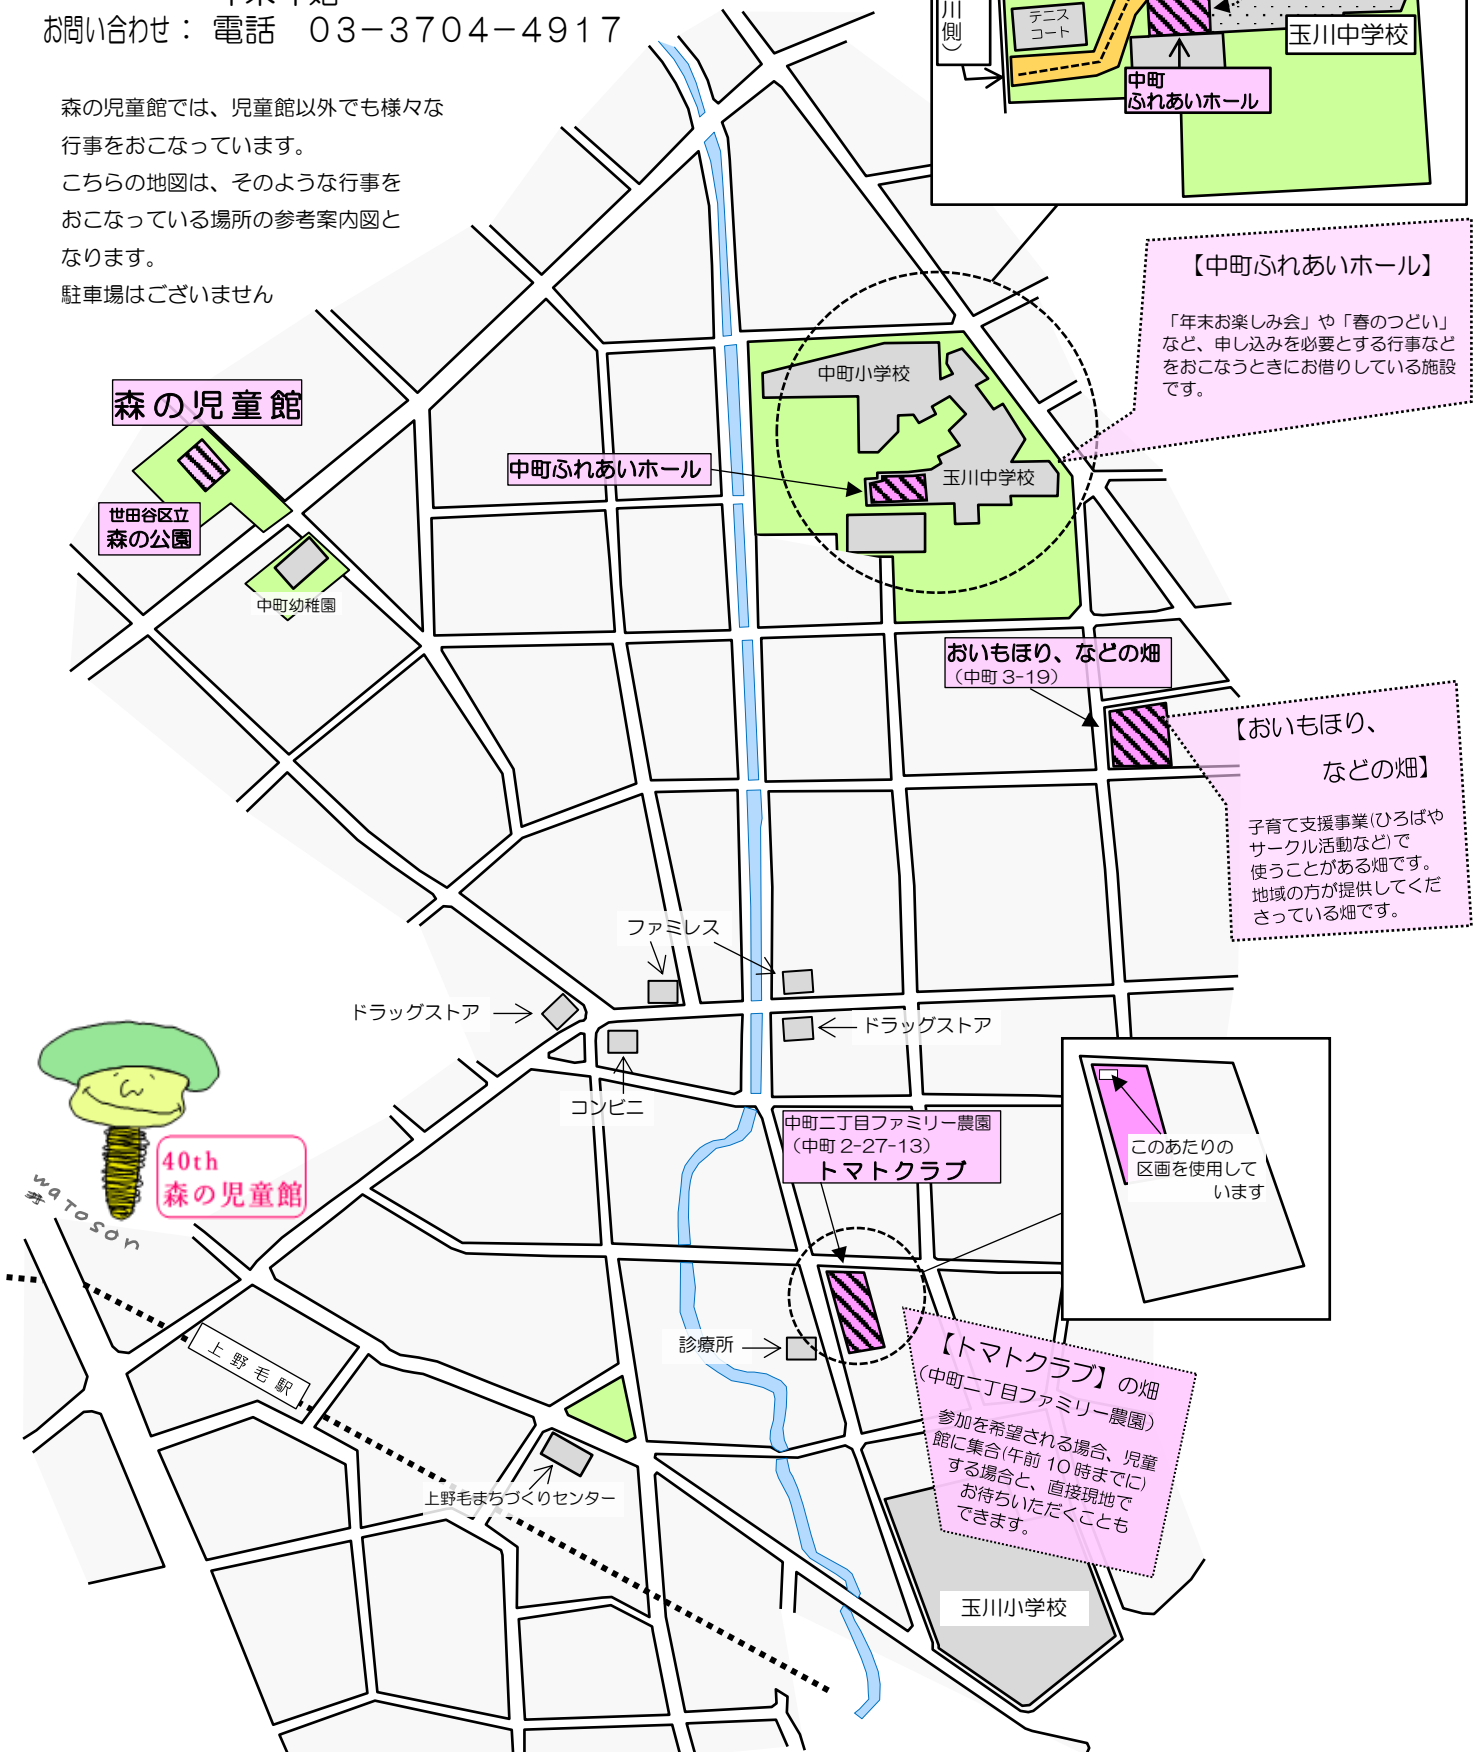 お問い合わせ： 電話　03－3704－4917
森の児童館では、児童館以外でも様々な
行事をおこなっています。
こちらの地図は、そのような行事を
おこなっている場所の参考案内図と
なります。
駐車場はございません
川側）
テニス
コート
玉川中学校
中町
ふれあいホール
【中町ふれあいホール】
「年末お楽しみ会」や「春のつどい」
など、申し込みを必要とする行事など
をおこなうときにお借りしている施設
です。
森の児童館
世田谷区立
森の公園
中町幼稚園
中町小学校
中町ふれあいホール
玉川中学校
おいもほり、などの畑
（中町 3-19）
【おいもほり、
などの畑】
子育て支援事業(ひろばや
サークル活動など)で
使うことがある畑です。
地域の方が提供してくだ
さっている畑です。
ファミレス
ドラッグストア
ドラッグストア
コンビニ
中町二丁目ファミリー農園
（中町 2-27-13）
トマトクラブ
このあたりの
区画を使用して
います
40th
森の児童館
watoson
上野毛駅
診療所
【トマトクラブ】の畑
（中町二丁目ファミリー農園）
参加を希望される場合、児童
館に集合(午前 10 時までに)
する場合と、直接現地で
お待ちいただくことも
できます。
上野毛まちづくりセンター
玉川小学校